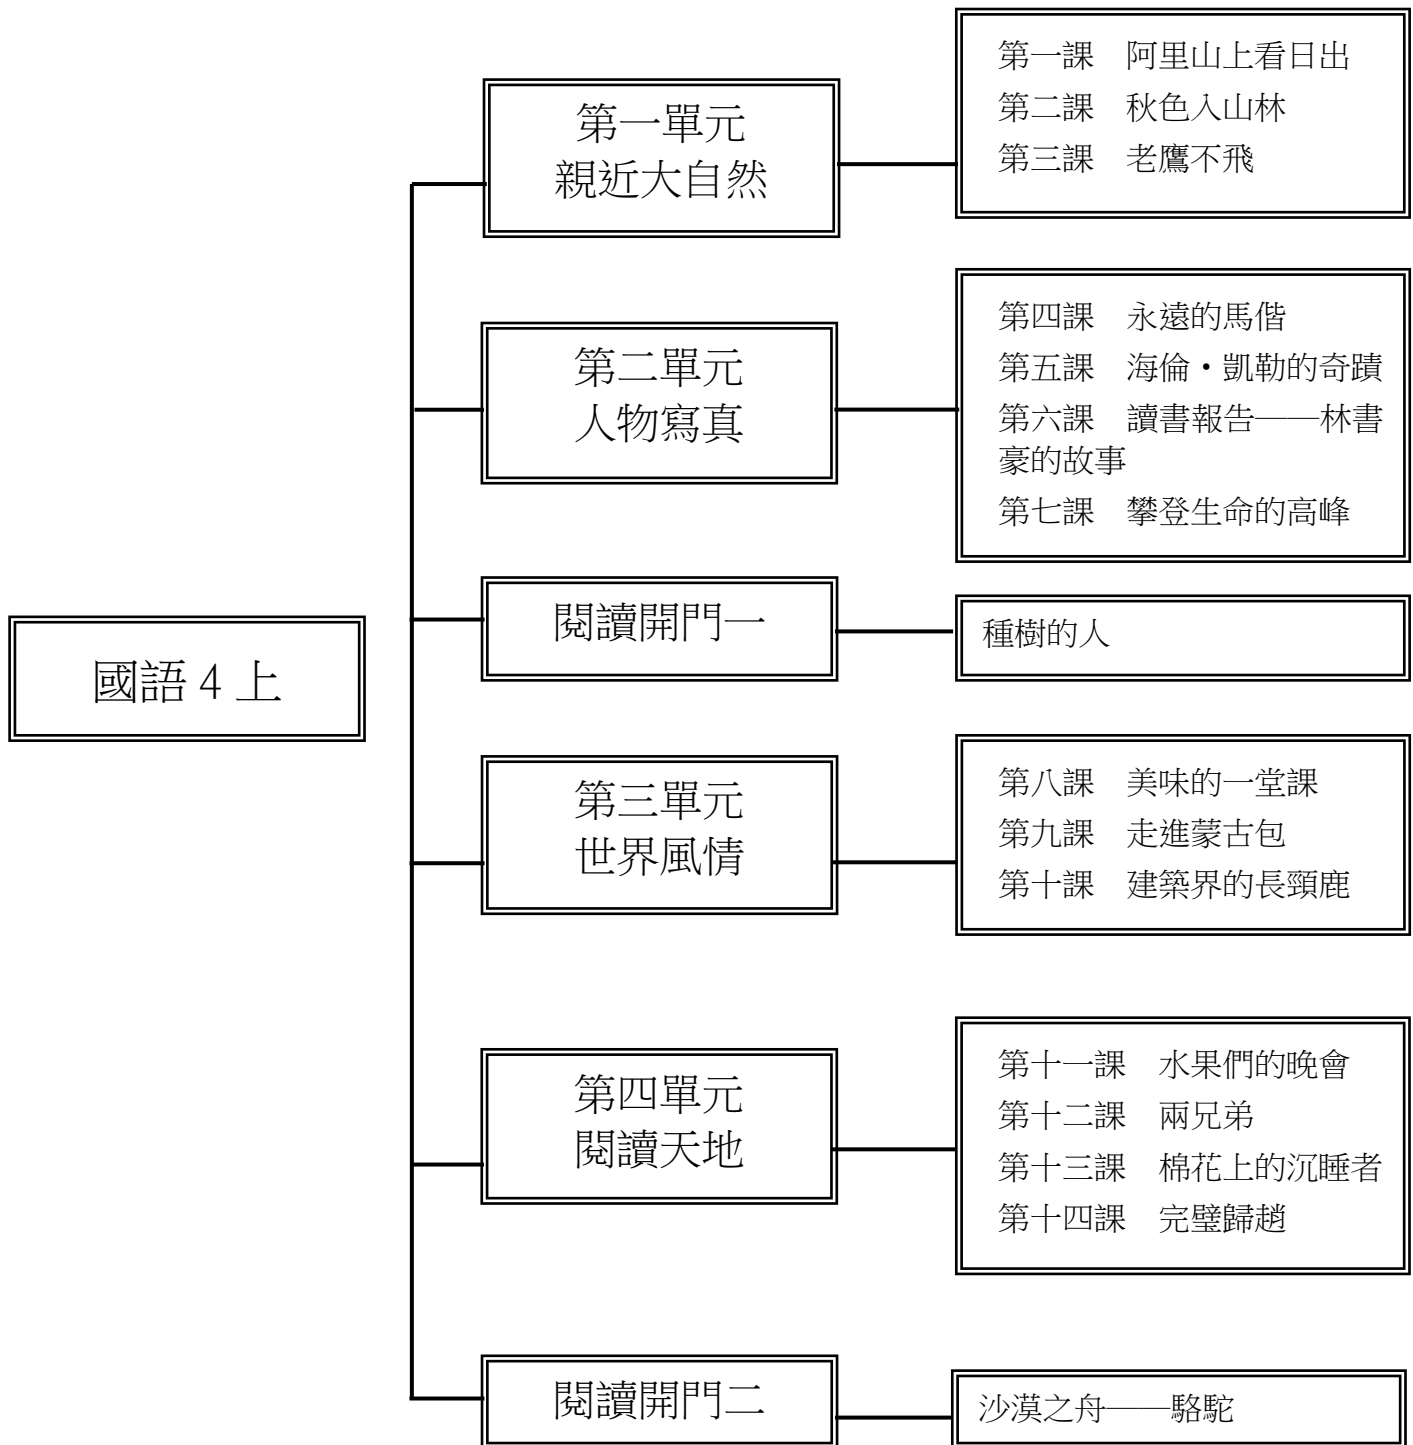 國語 4 上
第一單元
親近大自然
第一課　阿里山上看日出
第二課　秋色入山林
第三課　老鷹不飛
第二單元
人物寫真
第四課　永遠的馬偕
第五課　海倫・凱勒的奇蹟
第六課　讀書報告──林書
豪的故事
第七課　攀登生命的高峰
閱讀開門一
種樹的人
第三單元
世界風情
第八課　美味的一堂課
第九課　走進蒙古包
第十課　建築界的長頸鹿
第四單元
閱讀天地
第十一課　水果們的晚會
第十二課　兩兄弟
第十三課　棉花上的沉睡者
第十四課　完璧歸趙
閱讀開門二
沙漠之舟──駱駝